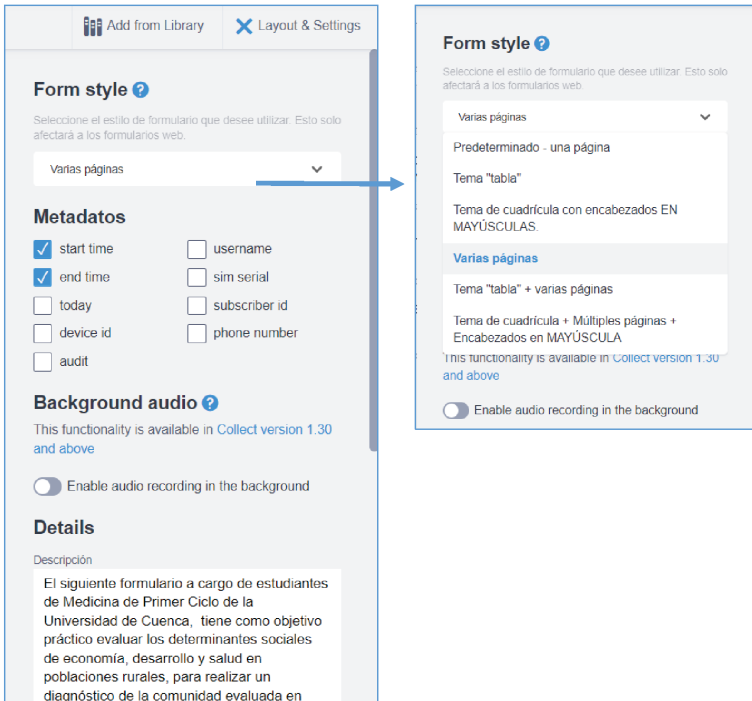 Add from Library
Layout & Settings
Form style
Seleccione el estilo de formulario que desee utilizar. Esto solo
afectará a los formularios web.
Varias páginas
Metadatos
start time
username
end time
sim serial
today
subscriber id
device id
phone number
audit
Background audio
This functionality is available in Collect version 1.30
and above
Enable audio recording in the background
Details
Descripción
El siguiente formulario a cargo de estudiantes
de Medicina de Primer Ciclo de la
Universidad de Cuenca, tiene como objetivo
práctico evaluar los determinantes sociales
de economía, desarrollo y salud en
poblaciones rurales, para realizar un
diagnóstico de la comunidad evaluada en
Form style
Seleccione el estilo de formulario que desee utilizar. Esto solo
afectará a los formularios web.
Varias páginas
Predeterminado - una página
Tema "tabla"
Tema de cuadrícula con encabezados EN
MAYÚSCULAS.
Varias páginas
Tema "tabla" + varias páginas
Tema de cuadrícula + Múltiples páginas +
Encabezados en MAYÚSCULA
This functionality is available in Collect version 1.30
and above
Enable audio recording in the background